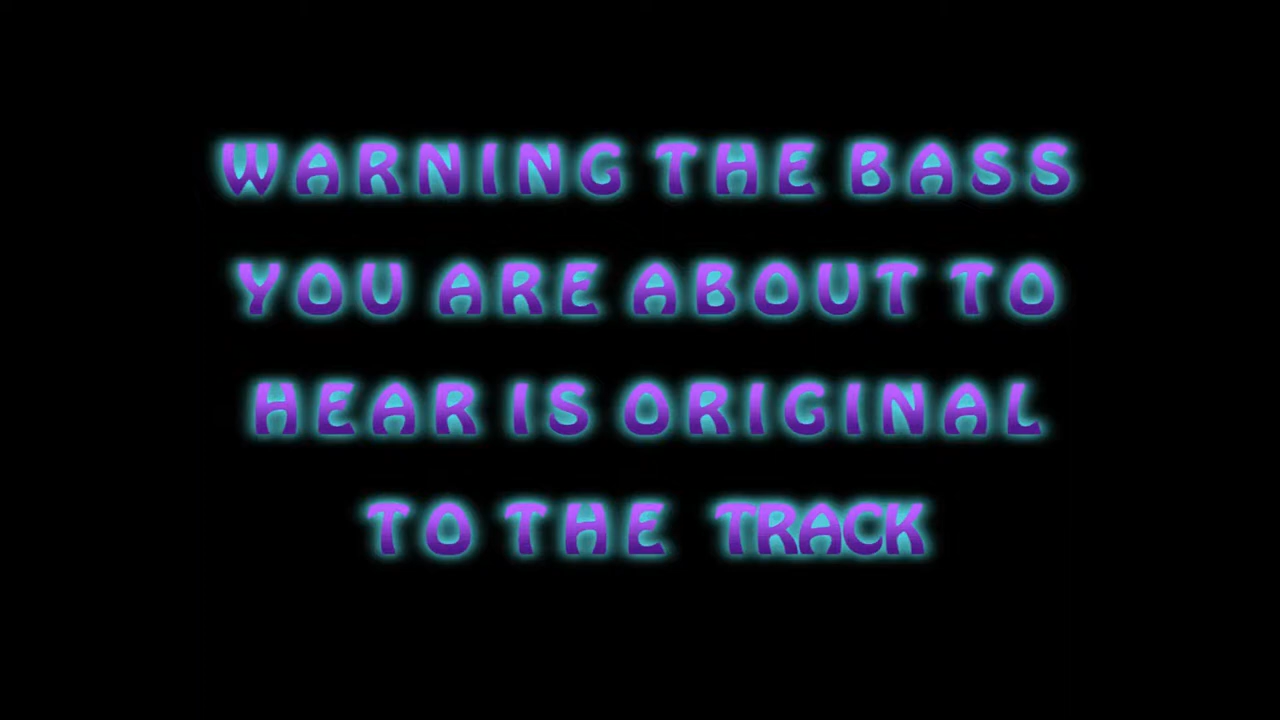 WARNING THE BASS
YOU ARE ABOUT TO
HEAR IS ORIGINAL
TO THE TRACK